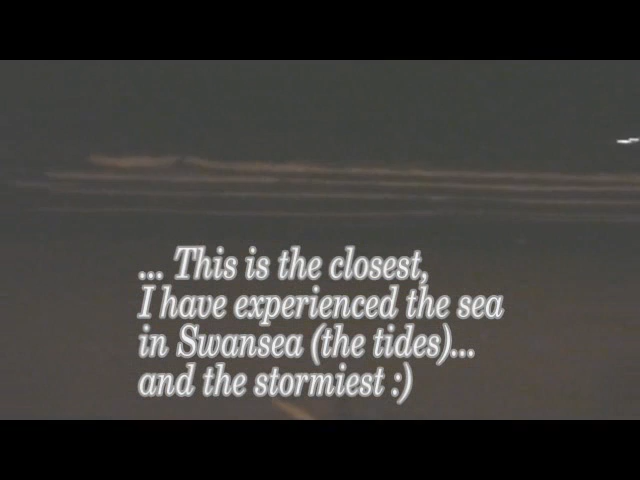 ... This is the closest,
I have experienced the sea
in Swansea (the tides)...
and the stormiest :)